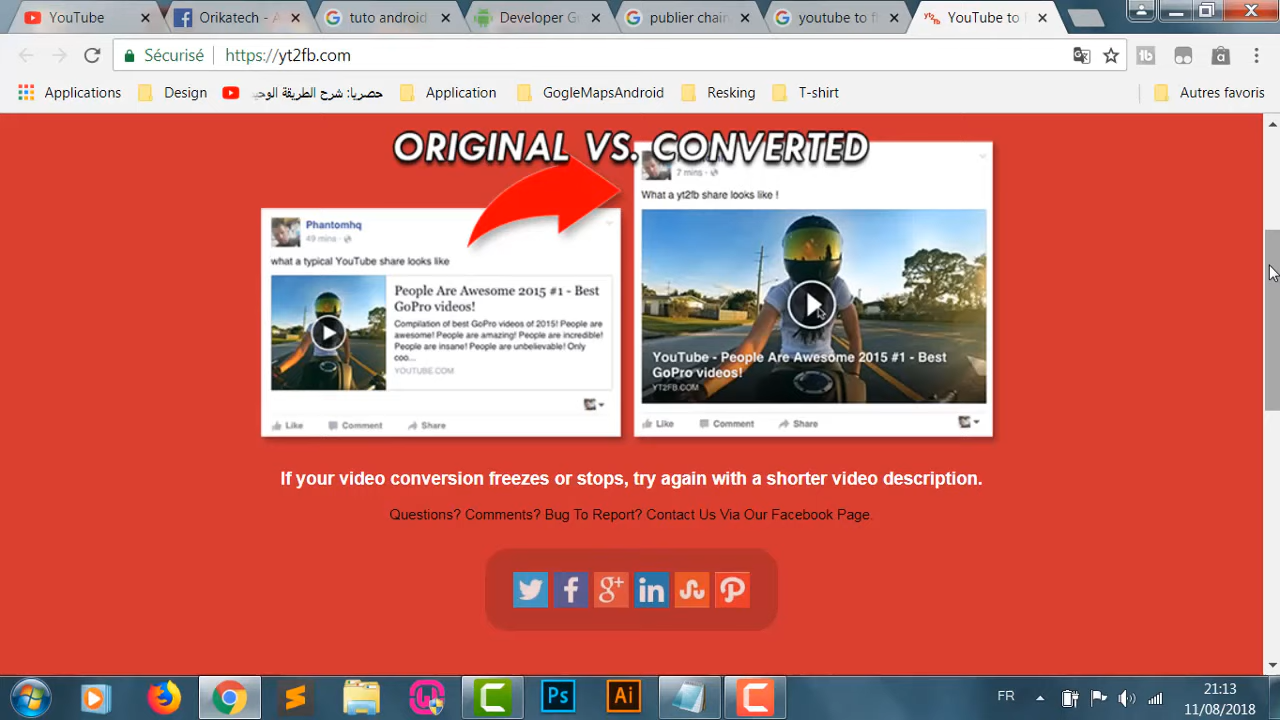 YouTube
Orikatech - A
tuto android
Developer G
publier chain
youtube to f
YouTube to f
Sécurisé
https://yt2fb.com
Applications
Design
حصريا: شرح الطريقة الوحيد
Application
GogleMapsAndroid
Resking
T-shirt
Autres favoris
ORIGINAL VS. CONVERTED
Phantomhq
49 mins
what a typical YouTube share looks like
People Are Awesome 2015 #1 - Best
GoPro videos!
Compilation of best GoPro videos of 2015! People are
awesome! People are amazing! People are incredible!
People are insane! People are unbelievable! Only
coo...
YOUTUBE.COM
Like
Comment
Share
7 mins
What a yt2fb share looks like !
YouTube - People Are Awesome 2015 #1 - Best
GoPro videos!
YT2FB.COM
Like
Comment
Share
If your video conversion freezes or stops, try again with a shorter video description.
Questions? Comments? Bug To Report? Contact Us Via Our Facebook Page.
Ps
Ai
FR
21:13
11/08/2018